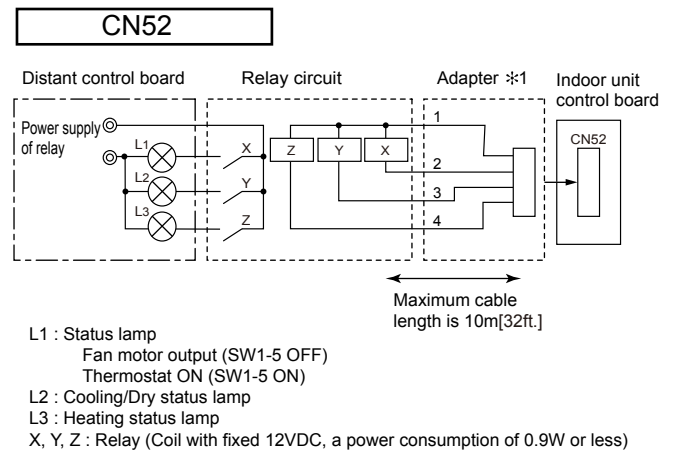 CN52
Distant control board
Relay circuit
Adapter ※1
Indoor unit
control board
Power supply
of relay
L1
L2
L3
X
Y
Z
Z
Y
X
1
2
3
4
CN52
Maximum cable
length is 10m[32ft.]
L1 : Status lamp
Fan motor output (SW1-5 OFF)
Thermostat ON (SW1-5 ON)
L2 : Cooling/Dry status lamp
L3 : Heating status lamp
X, Y, Z : Relay (Coil with fixed 12VDC, a power consumption of 0.9W or less)